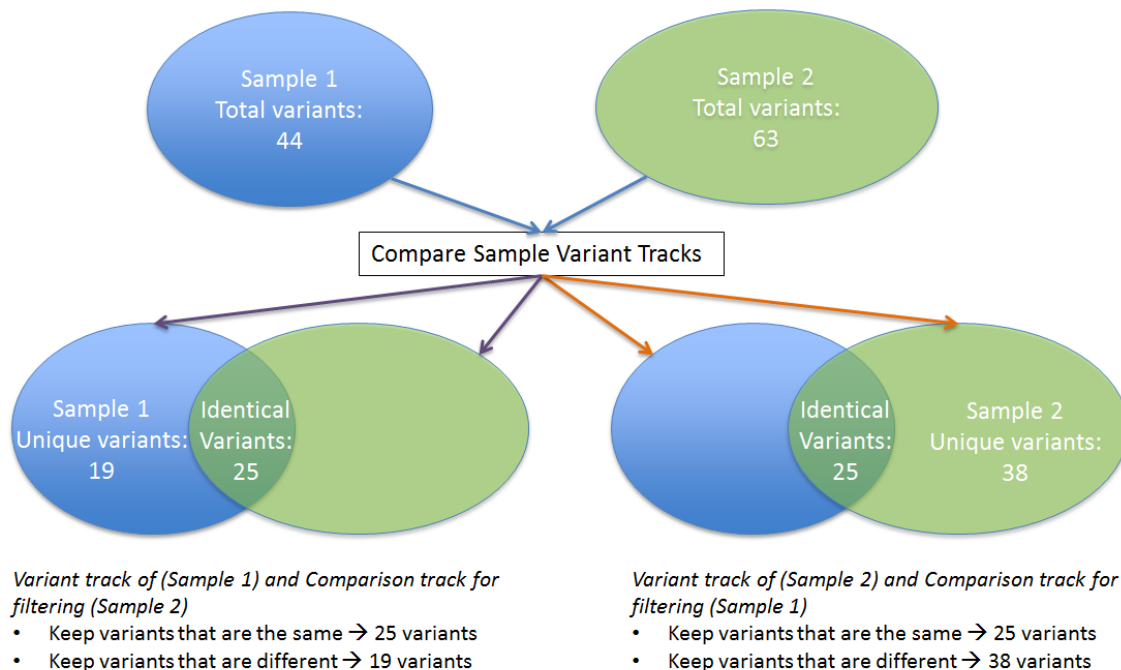 Sample 1
Total variants:
44
Sample 2
Total variants:
63
Compare Sample Variant Tracks
Sample 1
Unique variants:
19
Identical
Variants:
25
Identical
Variants:
25
Sample 2
Unique variants:
38
Variant track of (Sample 1) and Comparison track for
filtering (Sample 2)
• Keep variants that are the same → 25 variants
• Keep variants that are different → 19 variants
Variant track of (Sample 2) and Comparison track for
filtering (Sample 1)
• Keep variants that are the same → 25 variants
• Keep variants that are different → 38 variants